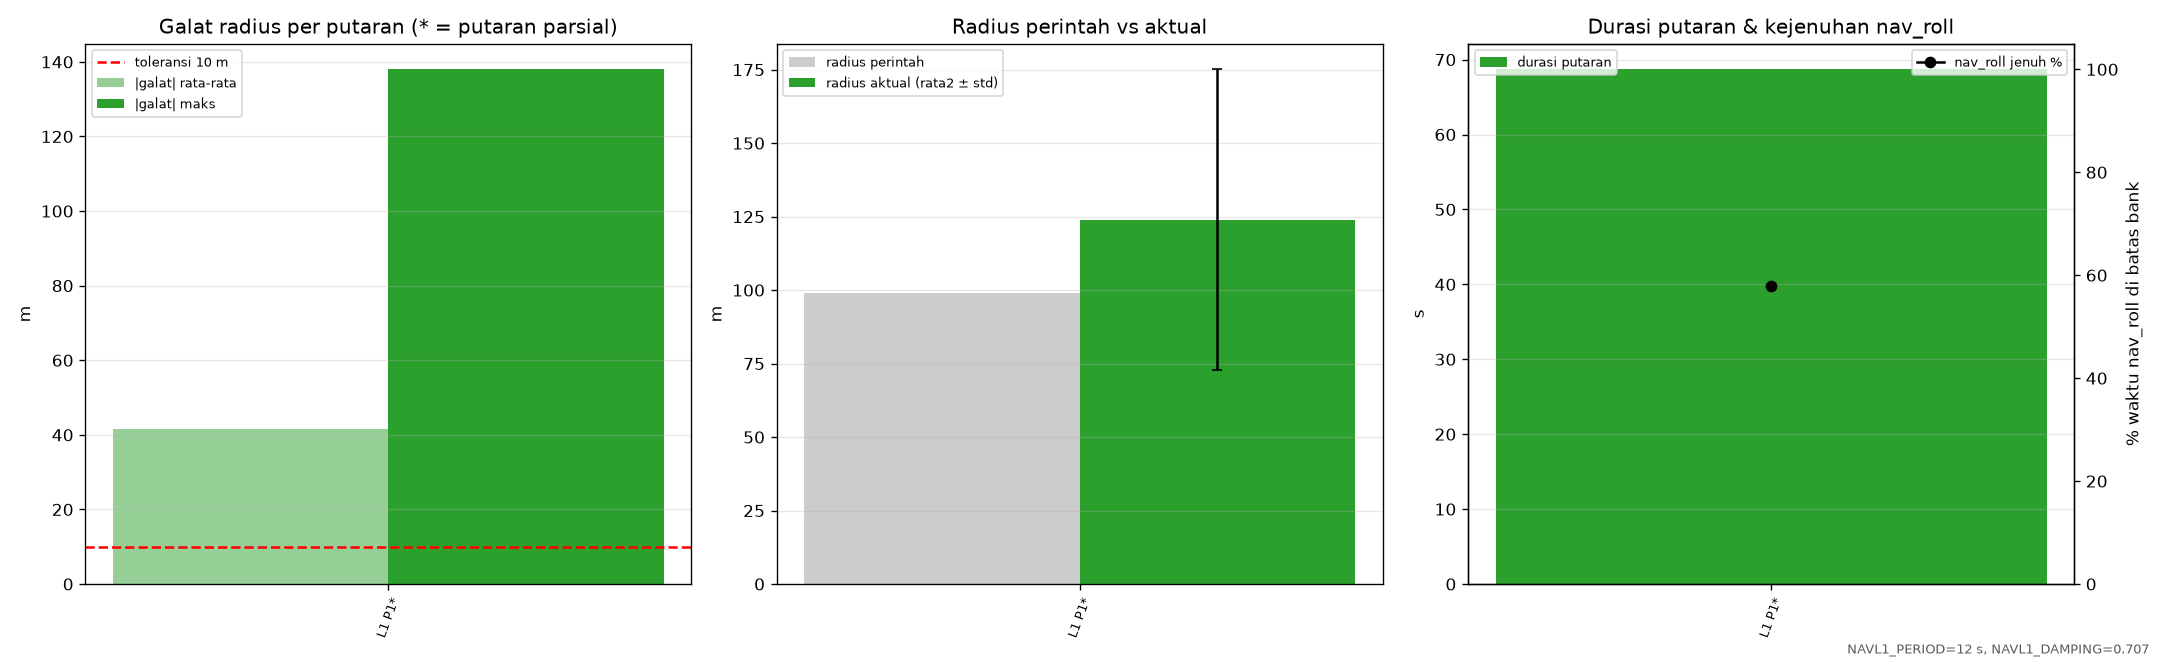 Galat radius per putaran (* = putaran parsial)
toleransi 10 m
|galat| rata-rata
|galat| maks
140
120
100
80
60
40
20
0
m
L1 P1*
Radius perintah vs aktual
radius perintah
radius aktual (rata2 ± std)
175
150
125
100
75
50
25
0
m
L1 P1*
Durasi putaran & kejenuhan nav_roll
durasi putaran
nav_roll jenuh %
70
60
50
40
30
20
10
0
s
100
80
60
40
20
0
% waktu nav_roll di batas bank
L1 P1*
NAVL1_PERIOD=12 s, NAVL1_DAMPING=0.707